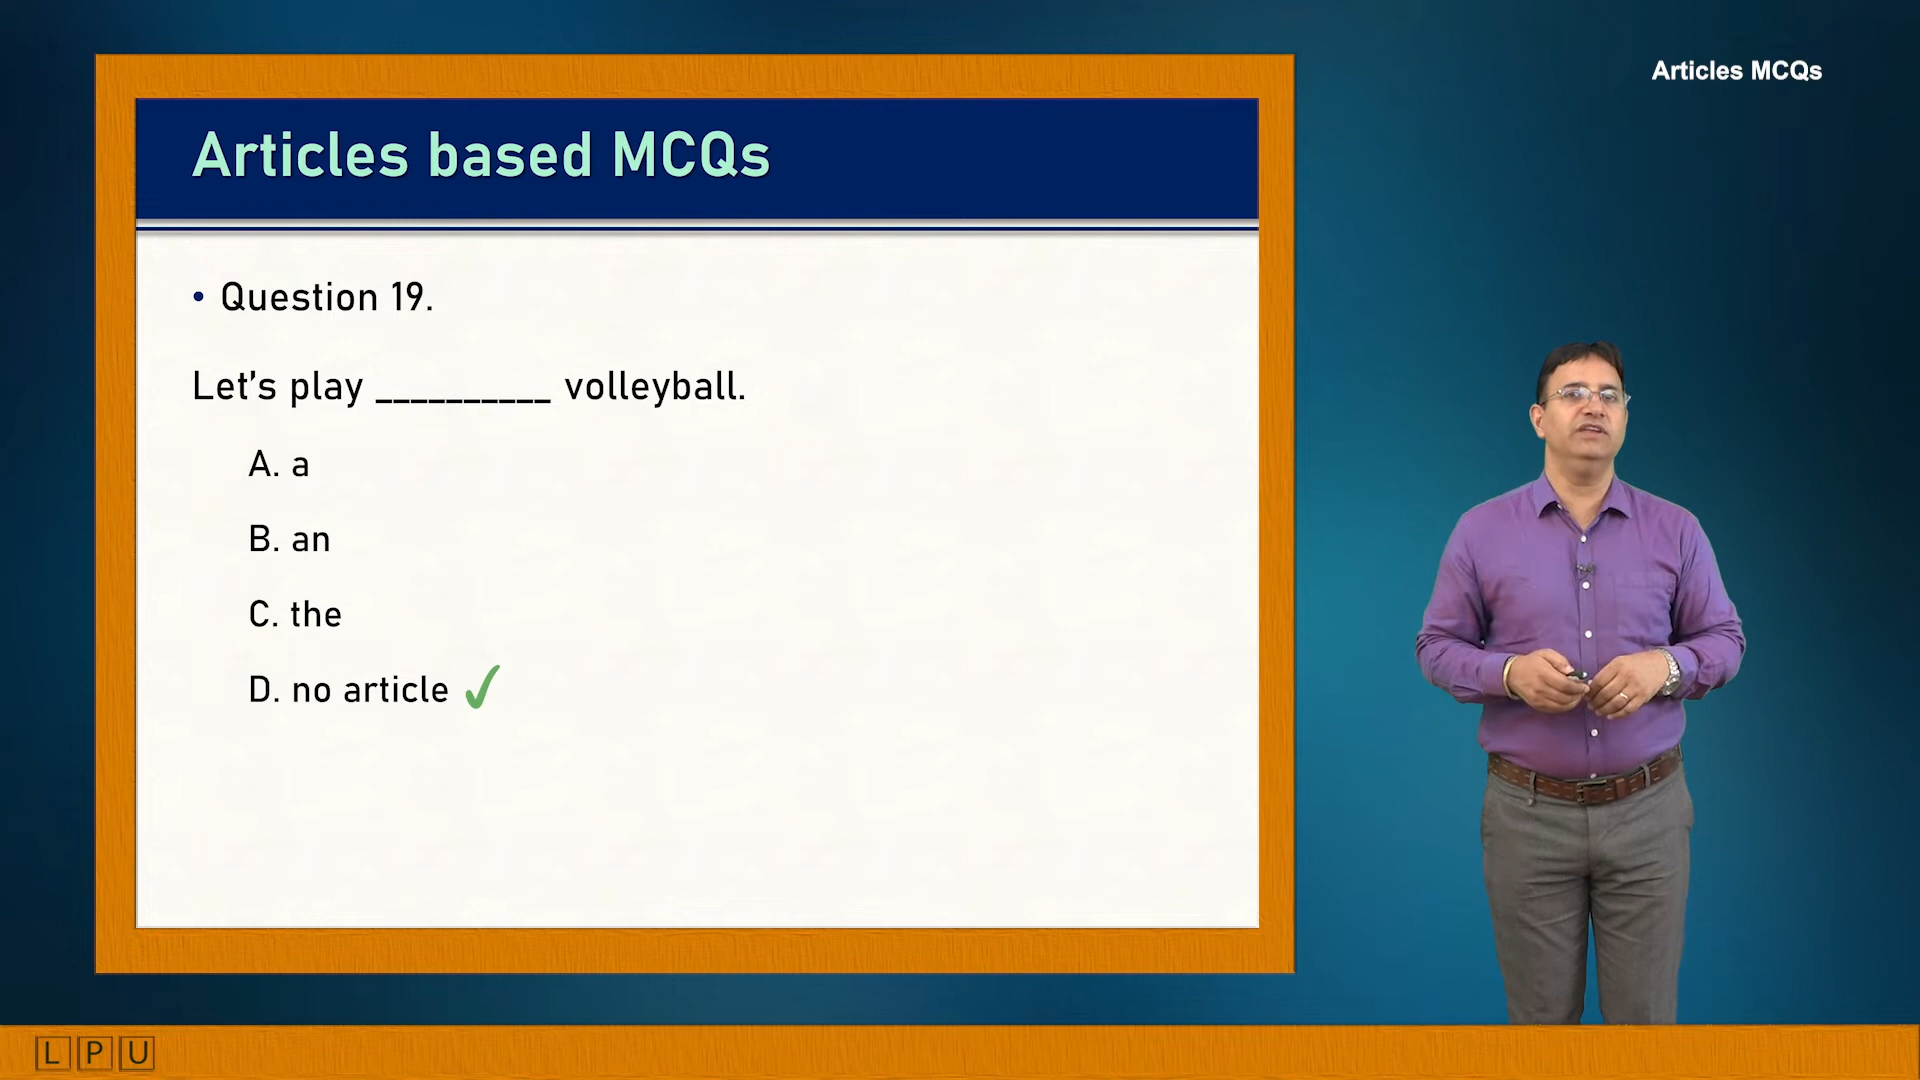 Articles MCQs
Articles based MCQs
• Question 19.
Let's play __________ volleyball.
A. a
B. an
C. the
D. no article ✓
L P U